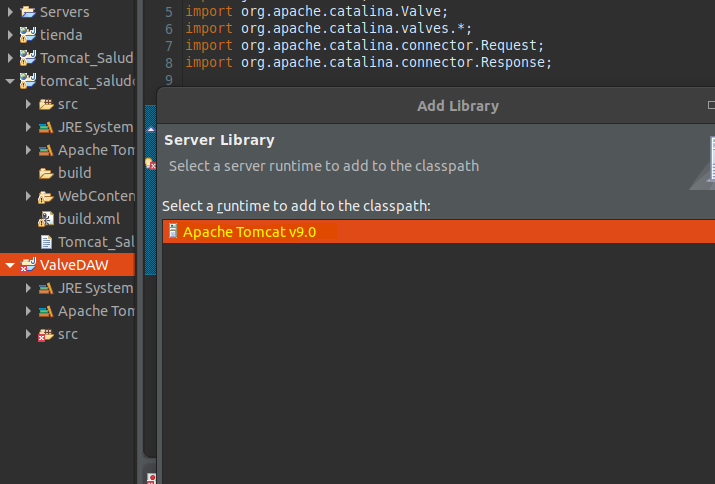 Servers
tienda
Tomcat_Salud
tomcat_salud
src
JRE System
Apache Tom
build
WebConten
build.xml
Tomcat_Sal
ValveDAW
JRE System
Apache Tom
src
5 import org.apache.catalina.Valve;
6 import org.apache.catalina.valves.*;
7 import org.apache.catalina.connector.Request;
8 import org.apache.catalina.connector.Response;
9
Add Library
Server Library
Select a server runtime to add to the classpath
Select a runtime to add to the classpath:
Apache Tomcat v9.0